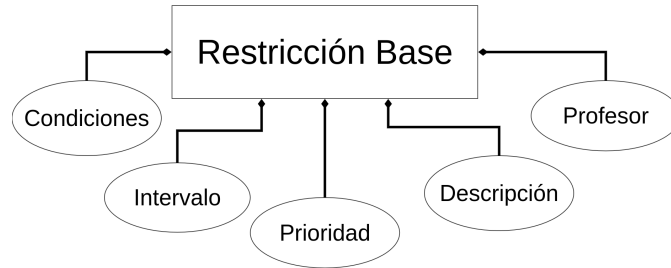 Restricción Base
Condiciones
Profesor
Intervalo
Descripción
Prioridad